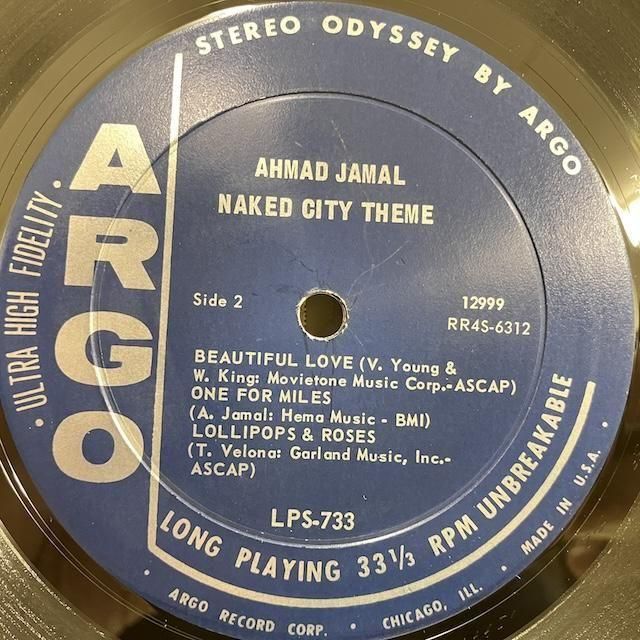 STEREO ODYSSEY BY ARGO
• ULTRA HIGH FIDELITY •
ARGO
AHMAD JAMAL
NAKED CITY THEME
Side 2
12999
RR4S-6312
BEAUTIFUL LOVE (V. Young &
W. King: Movietone Music Corp.-ASCAP)
ONE FOR MILES
(A. Jamal: Hema Music - BMI)
LOLLIPOPS & ROSES
(T. Velona: Garland Music, Inc.-
ASCAP)
LPS-733
LONG PLAYING 33 1/3 RPM UNBREAKABLE
• ARGO RECORD CORP. • CHICAGO, ILL. • MADE IN U.S.A. •